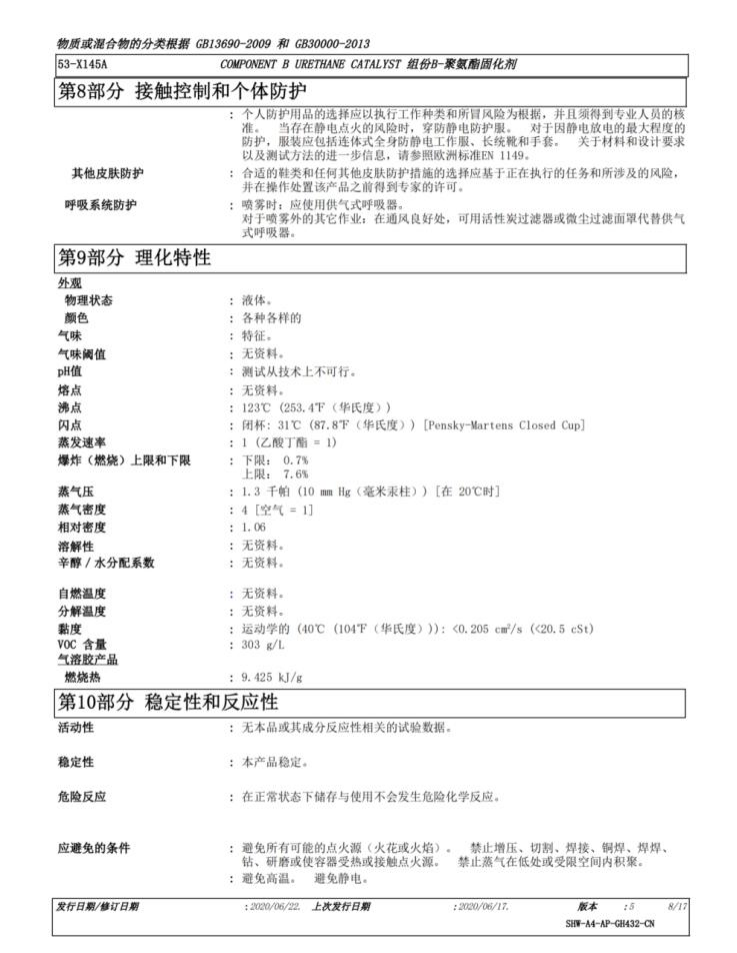 物质或混合物的分类根据 GB13690-2009 和 GB30000-2013
53-X145A COMPONENT B URETHANE CATALYST 组份B-聚氨酯固化剂
第8部分 接触控制和个体防护
: 个人防护用品的选择应以执行工作种类和所冒风险为根据，并且须得到专业人员的核
准。 当存在静电点火的风险时，穿防静电防护服。 对于因静电放电的最大程度的
防护，服装应包括连体式全身防静电工作服、长统靴和手套。 关于材料和设计要求
以及测试方法的进一步信息，请参照欧洲标准EN 1149。
其他皮肤防护 : 合适的鞋类和任何其他皮肤防护措施的选择应基于正在执行的任务和所涉及的风险，
并在操作处置该产品之前得到专家的许可。
呼吸系统防护 : 喷雾时：应使用供气式呼吸器。
对于喷雾外的其它作业：在通风良好处，可用活性炭过滤器或微尘过滤面罩代替供气
式呼吸器。
第9部分 理化特性
外观
物理状态 : 液体。
颜色 : 各种各样的
气味 : 特征。
气味阈值 : 无资料。
pH值 : 测试从技术上不可行。
熔点 : 无资料。
沸点 : 123℃ (253.4℉（华氏度）)
闪点 : 闭杯: 31℃ (87.8℉（华氏度）) [Pensky-Martens Closed Cup]
蒸发速率 : 1 (乙酸丁酯 = 1)
爆炸（燃烧）上限和下限 : 下限： 0.7%
上限： 7.6%
蒸气压 : 1.3 千帕 (10 mm Hg（毫米汞柱）) [在 20℃时]
蒸气密度 : 4 [空气 = 1]
相对密度 : 1.06
溶解性 : 无资料。
辛醇／水分配系数 : 无资料。
自燃温度 : 无资料。
分解温度 : 无资料。
黏度 : 运动学的 (40℃ (104℉（华氏度）)): <0.205 cm²/s (<20.5 cSt)
VOC 含量 : 303 g/L
气溶胶产品
燃烧热 : 9.425 kJ/g
第10部分 稳定性和反应性
活动性 : 无本品或其成分反应性相关的试验数据。
稳定性 : 本产品稳定。
危险反应 : 在正常状态下储存与使用不会发生危险化学反应。
应避免的条件 : 避免所有可能的点火源（火花或火焰）。 禁止增压、切割、焊接、铜焊、焊焊、
钻、研磨或使容器受热或接触点火源。 禁止蒸气在低处或受限空间内积聚。
: 避免高温。 避免静电。
发行日期/修订日期 :2020/06/22. 上次发行日期 :2020/06/17. 版本 :5 8/17
SHW-A4-AP-GH432-CN